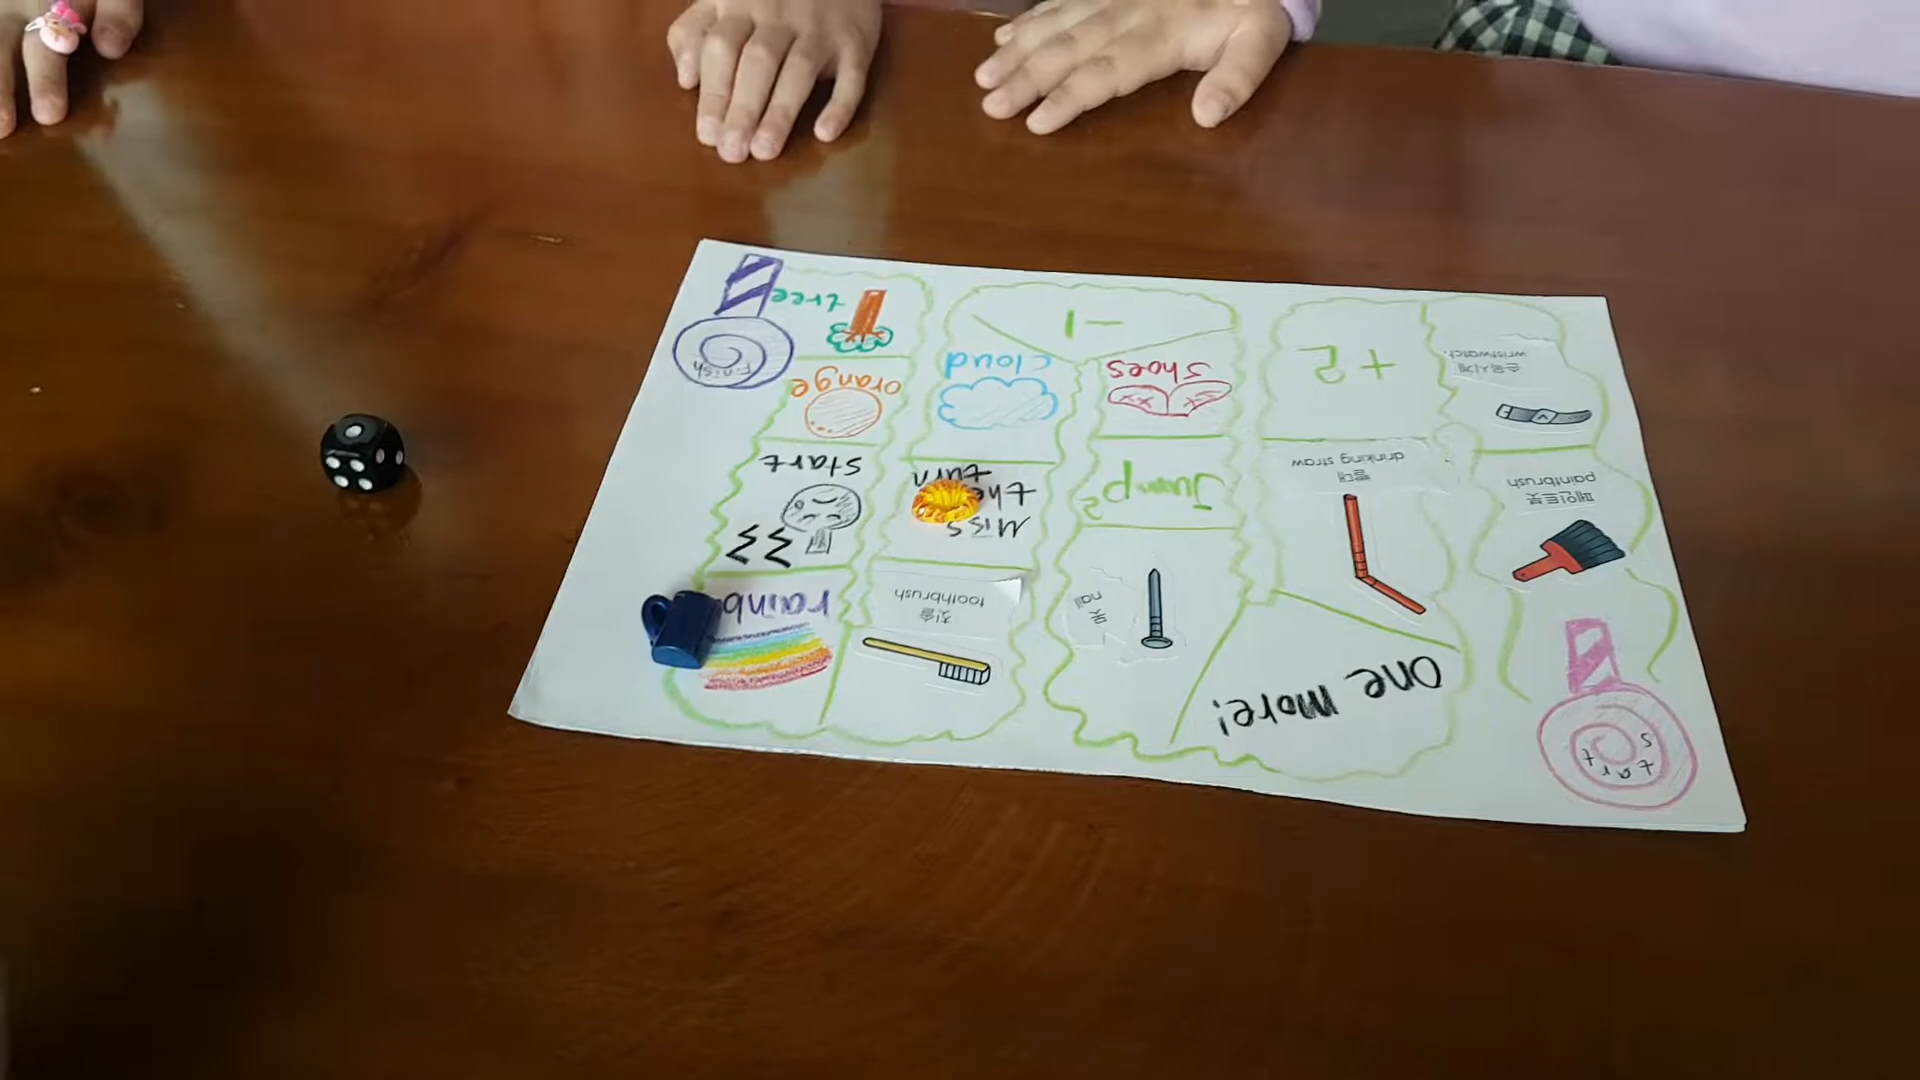 start
페인트붓
paintbrush
손목시계
wristwatch
+2
빨대
drinking straw
one more!
못
nail
Jump²
shoes
-1
cloud
Miss
the
turn
칫솔
toothbrush
rainb
start
orange
tree
Finish